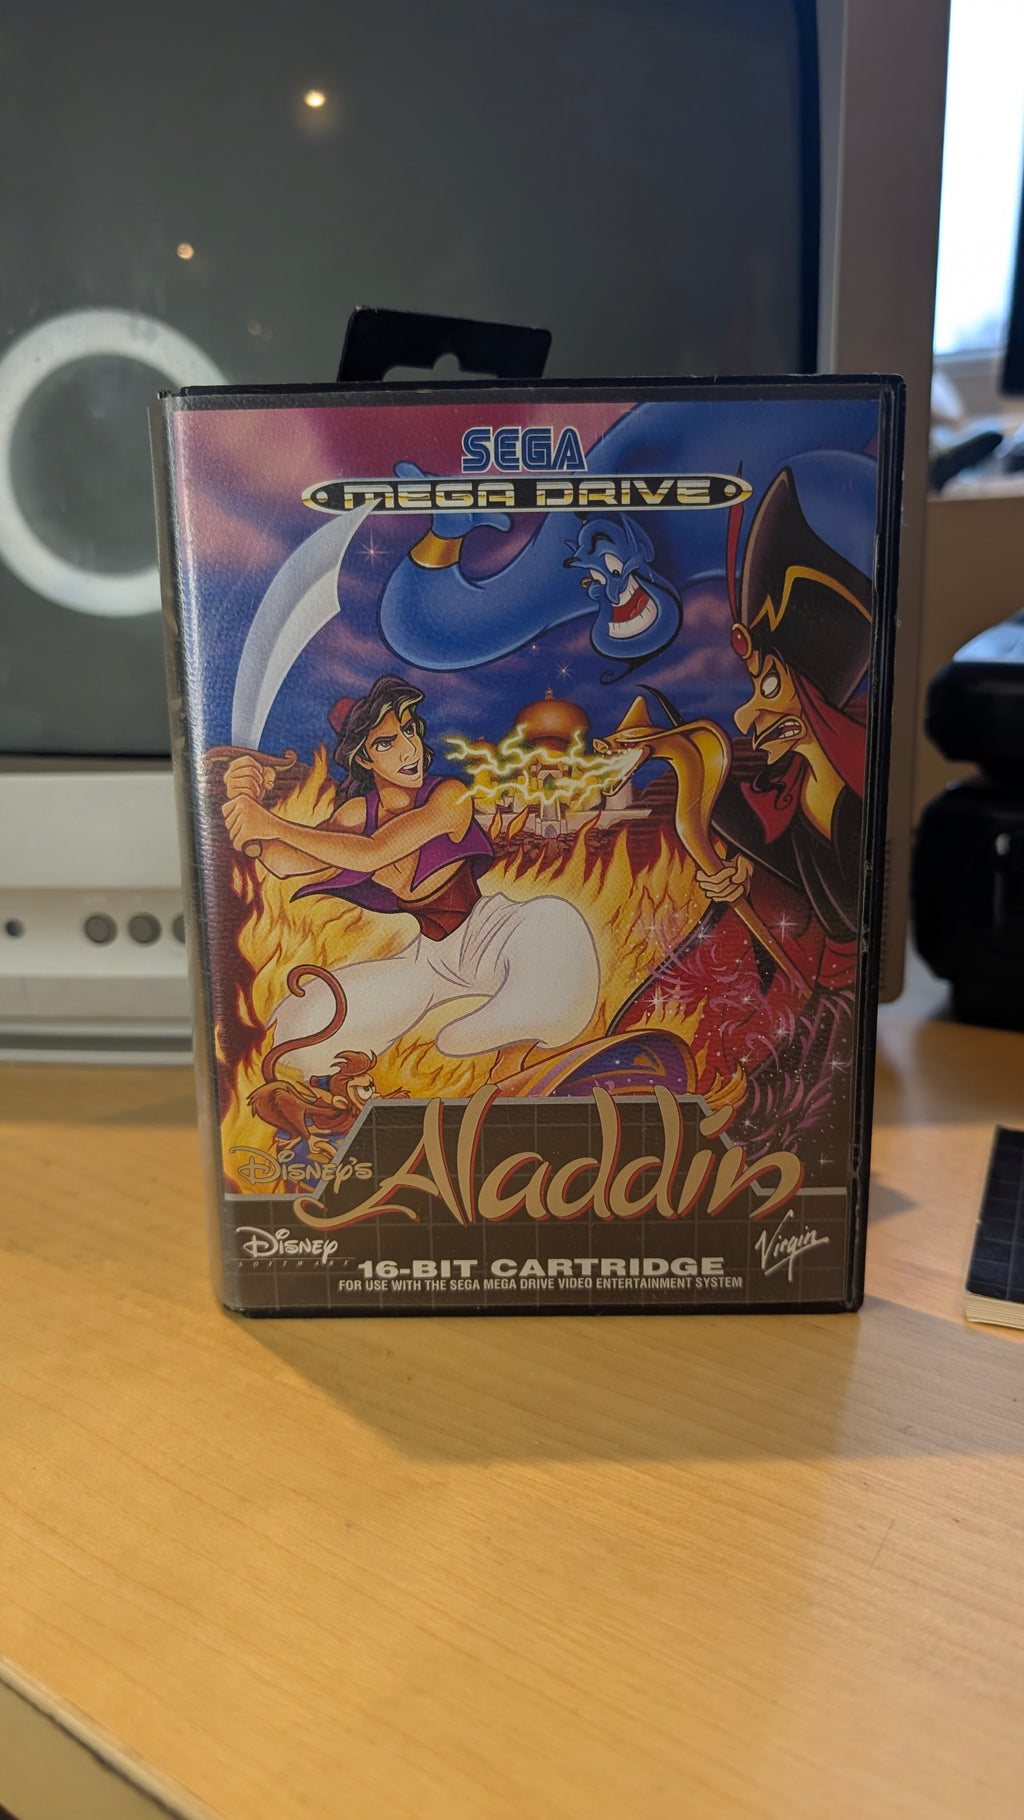 SEGA
MEGA DRIVE
Disney's Aladdin
Disney
SOFTWARE
Virgin
16-BIT CARTRIDGE
FOR USE WITH THE SEGA MEGA DRIVE VIDEO ENTERTAINMENT SYSTEM